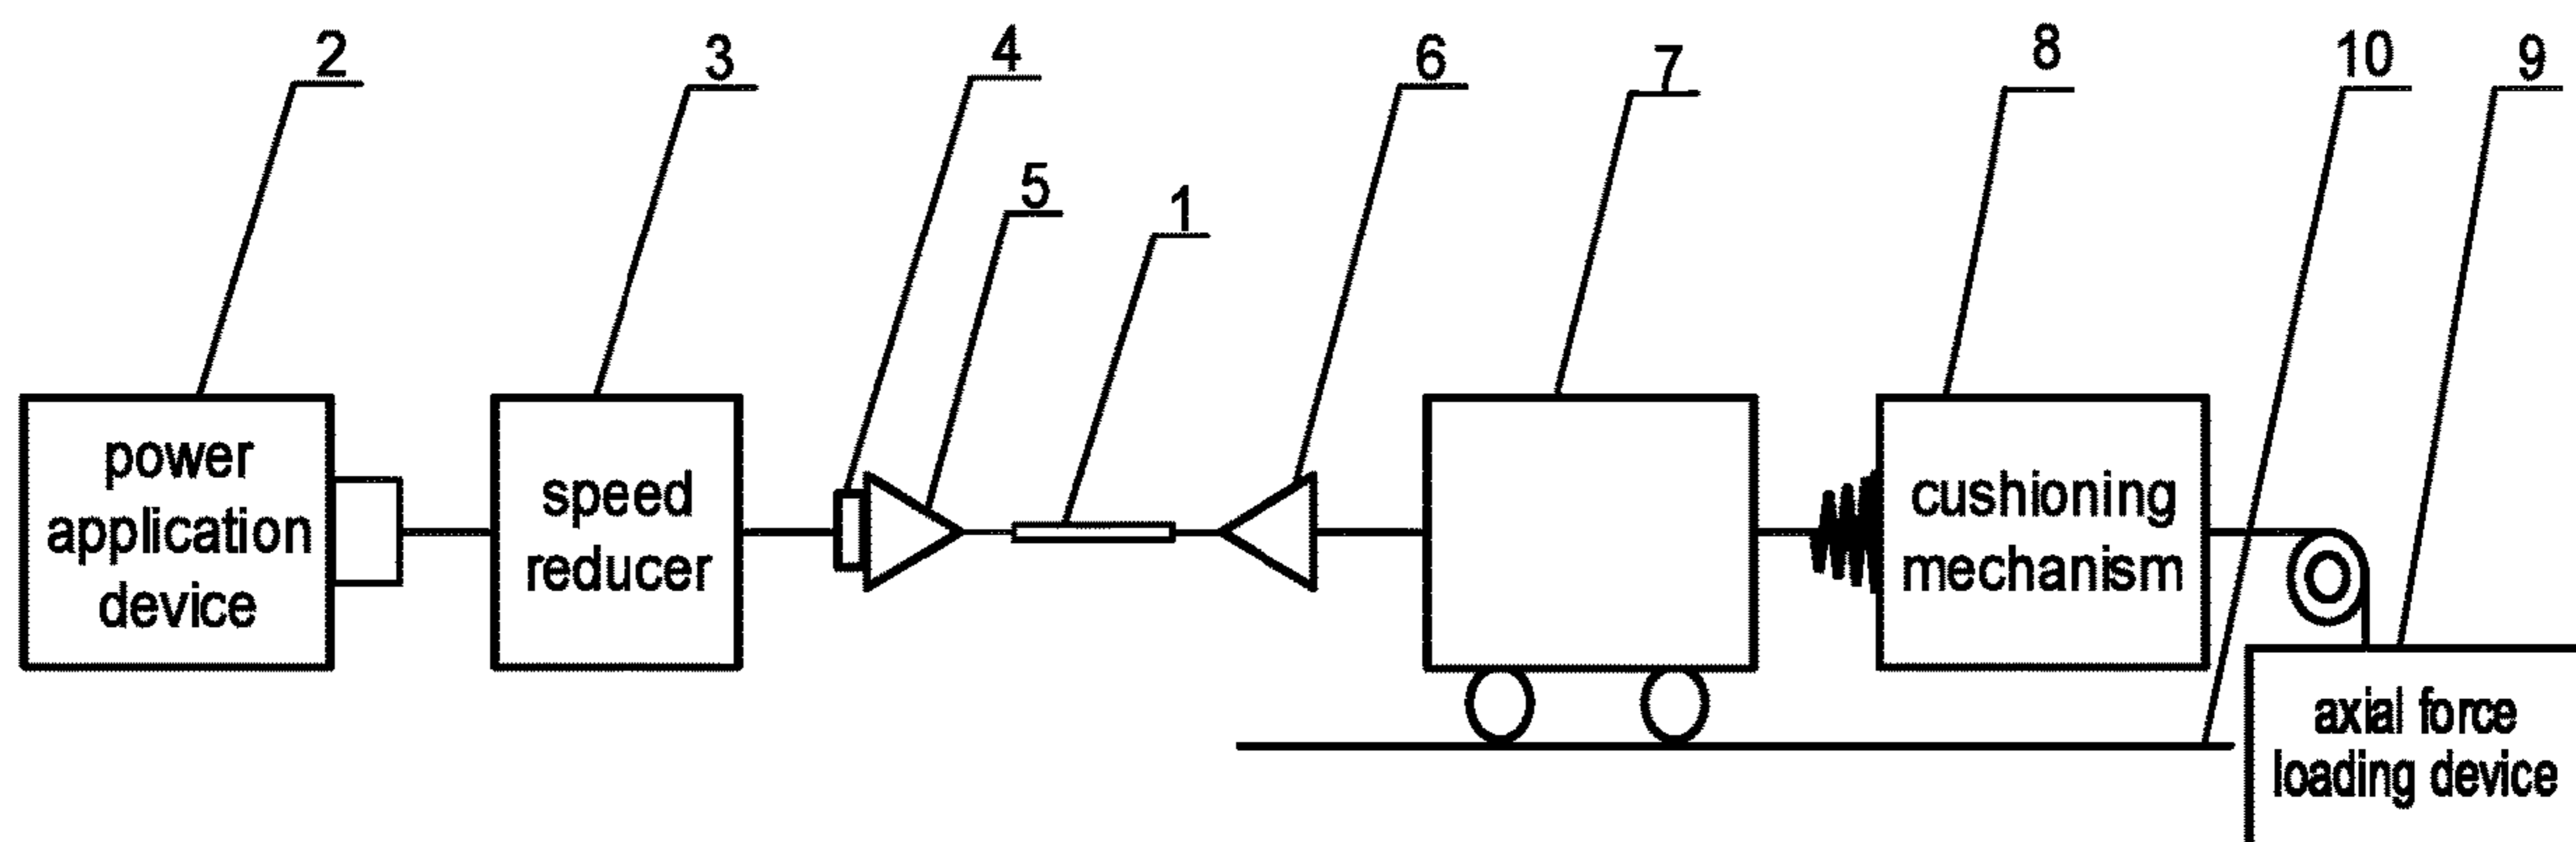 2
3
4
5
1
6
7
8
10
9
power
application
device
speed
reducer
cushioning
mechanism
axial force
loading device